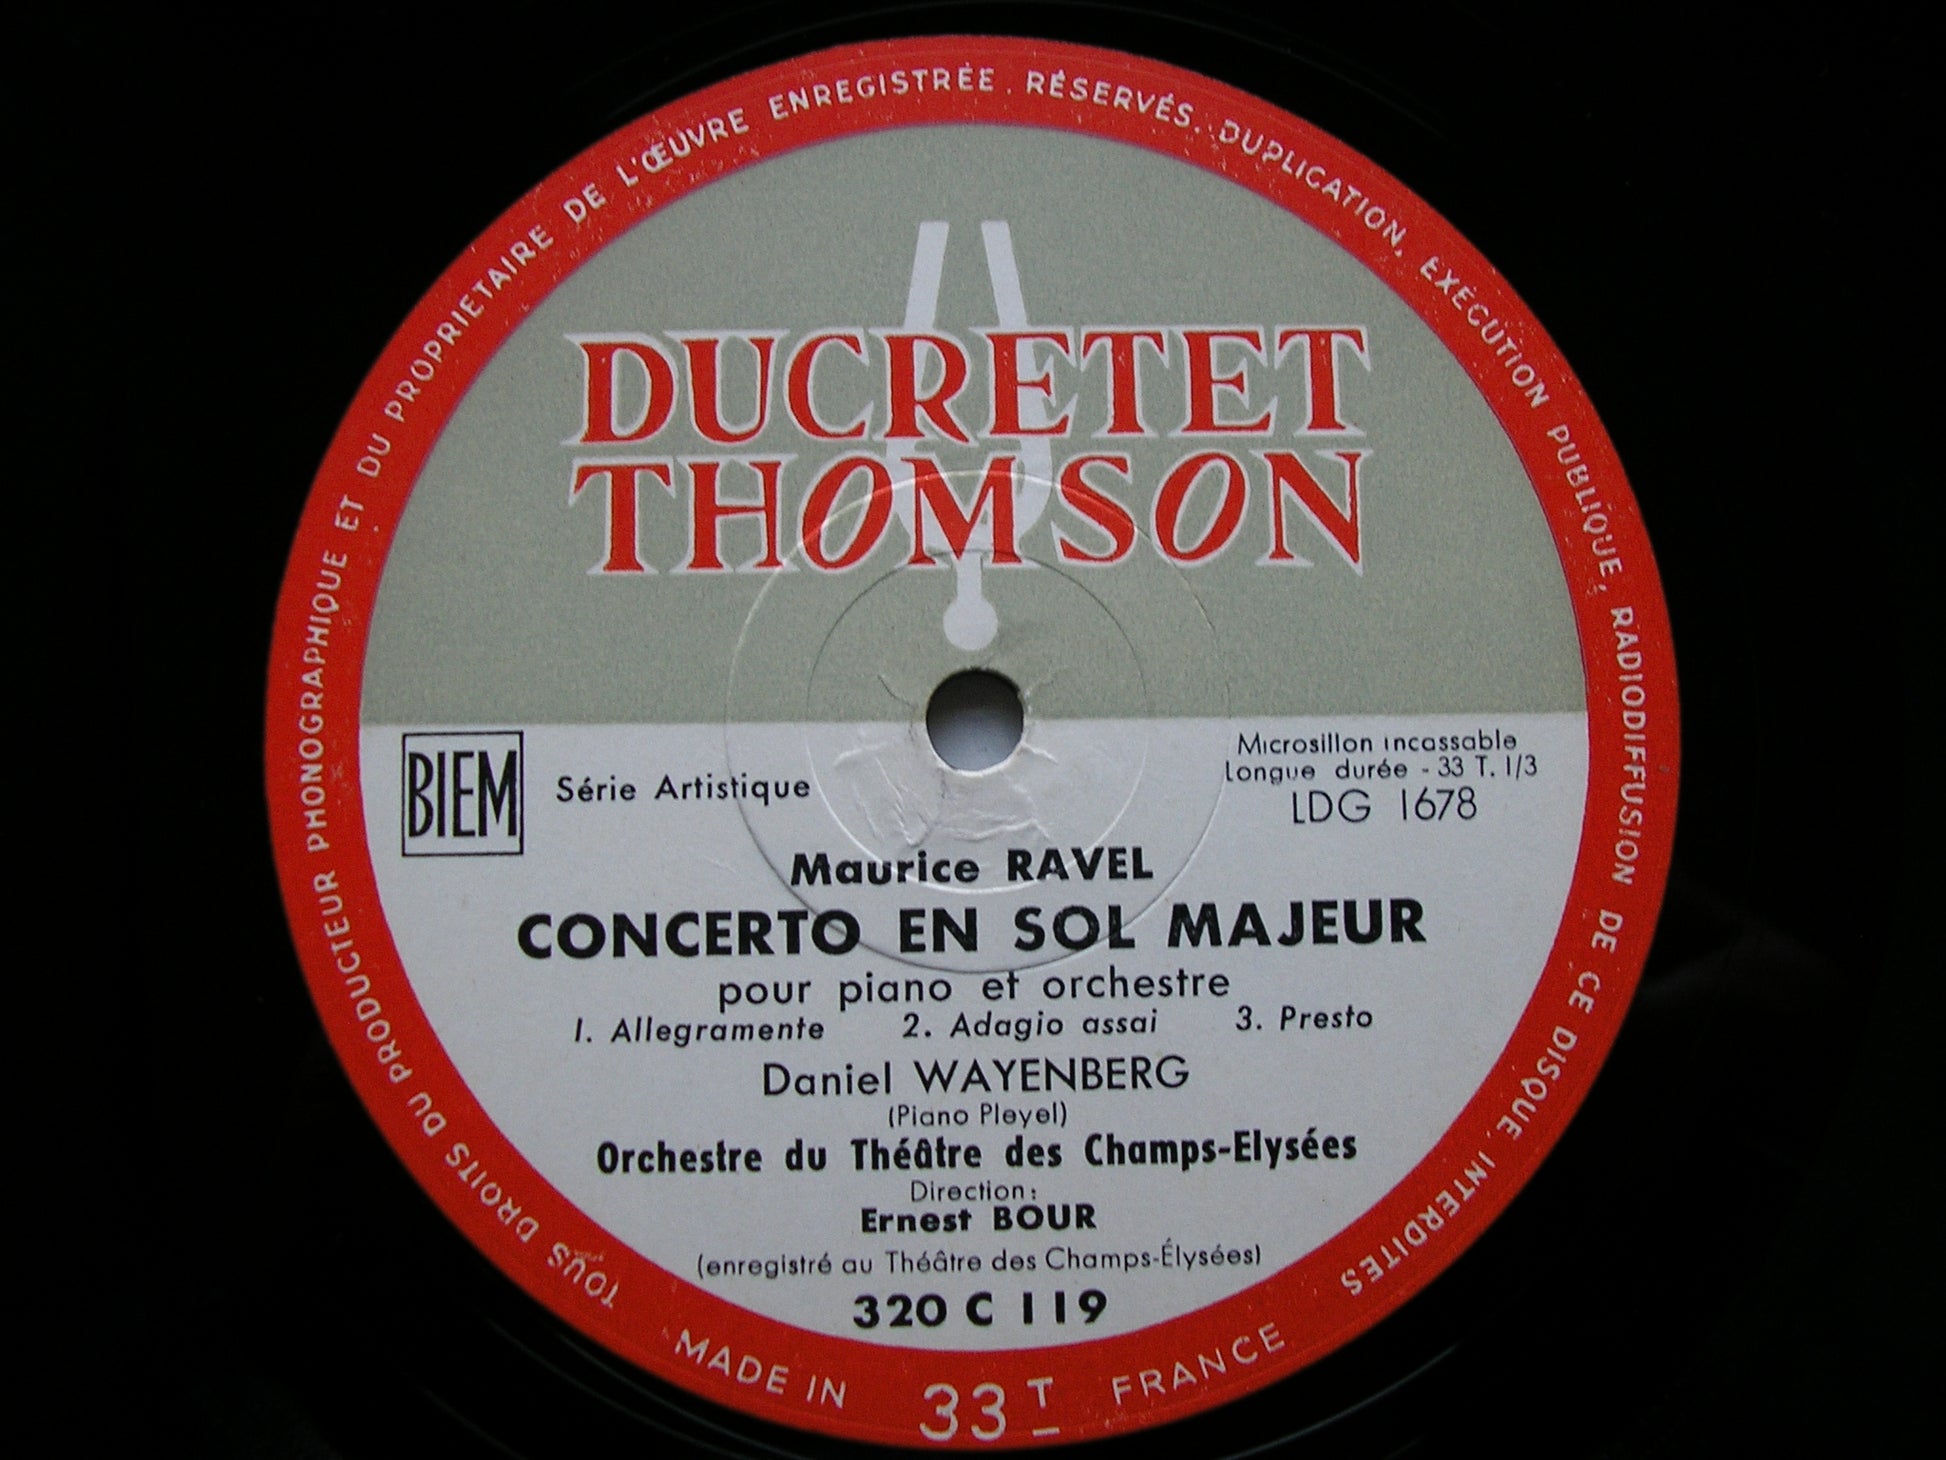 TOUS DROITS DU PRODUCTEUR PHONOGRAPHIQUE ET DU PROPRIETAIRE DE L'ŒUVRE ENREGISTRÉE . RÉSERVÉS. DUPLICATION, EXÉCUTION PUBLIQUE, RADIODIFFUSION DE CE DISQUE, INTERDITES
DUCRETET
THOMSON
BIEM
Série Artistique
Microsillon incassable
Longue durée - 33 T. 1/3
LDG 1678
Maurice RAVEL
CONCERTO EN SOL MAJEUR
pour piano et orchestre
1. Allegramente 2. Adagio assai 3. Presto
Daniel WAYENBERG
(Piano Pleyel)
Orchestre du Théâtre des Champs-Elysées
Direction:
Ernest BOUR
(enregistré au Théâtre des Champs-Élysées)
320 C 119
MADE IN 33 T FRANCE